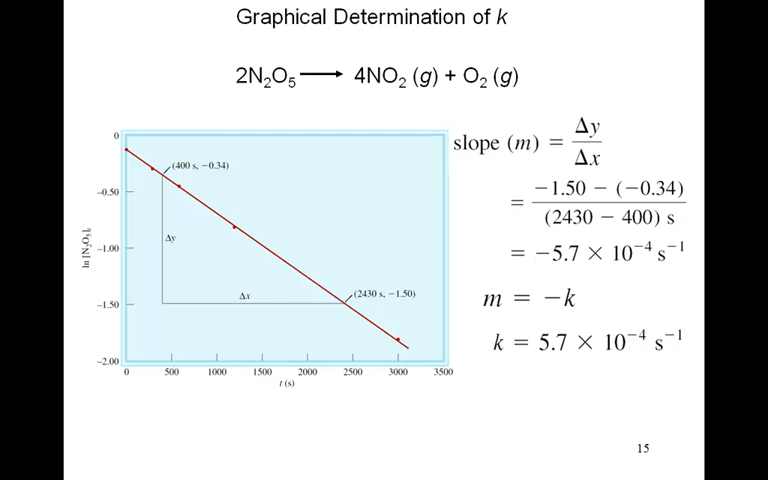 Graphical Determination of k
2N₂O₅ ⟶ 4NO₂ (g) + O₂ (g)
0
−0.50
−1.00
−1.50
−2.00
ln [N₂O₅]ₜ
(400 s, −0.34)
Δy
Δx
(2430 s, −1.50)
0 500 1000 1500 2000 2500 3000 3500
t (s)
slope (m) = Δy / Δx
= −1.50 − (−0.34) / (2430 − 400) s
= −5.7 × 10⁻⁴ s⁻¹
m = −k
k = 5.7 × 10⁻⁴ s⁻¹
15